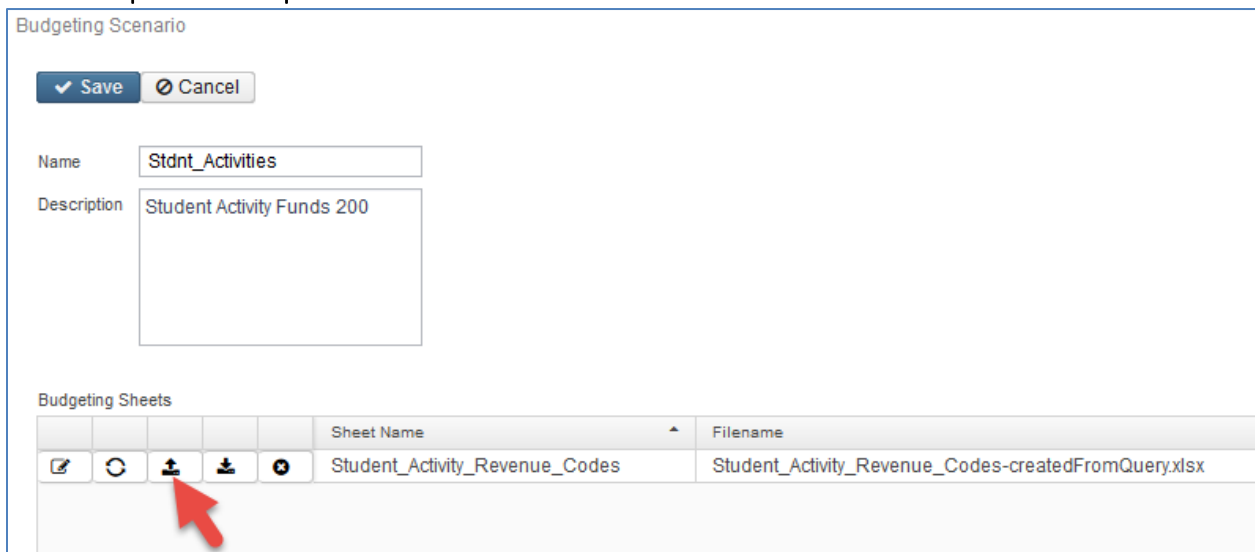 Budgeting Scenario
Save Cancel
Name Stdnt_Activities
Description Student Activity Funds 200
Budgeting Sheets
Sheet Name Filename
Student_Activity_Revenue_Codes Student_Activity_Revenue_Codes-createdFromQuery.xlsx